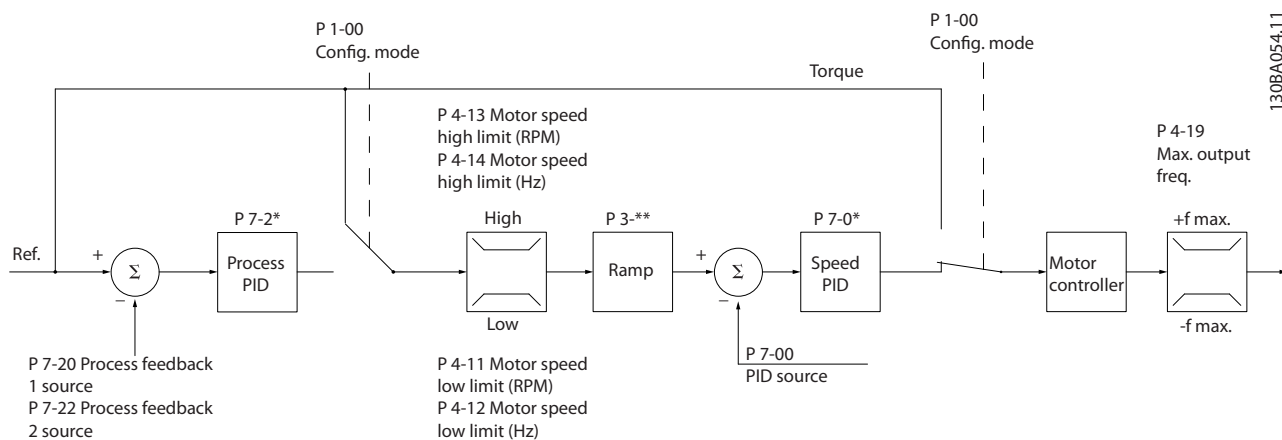 P 1-00
Config. mode
P 1-00
Config. mode
130BA054.11
Torque
P 4-13 Motor speed
high limit (RPM)
P 4-14 Motor speed
high limit (Hz)
P 4-19
Max. output
freq.
P 7-2*
High
P 3-**
P 7-0*
+f max.
Ref.
+
Σ
–
Process
PID
Ramp
+
Σ
–
Speed
PID
Motor
controller
Low
-f max.
P 7-20 Process feedback
1 source
P 7-22 Process feedback
2 source
P 4-11 Motor speed
low limit (RPM)
P 4-12 Motor speed
low limit (Hz)
P 7-00
PID source